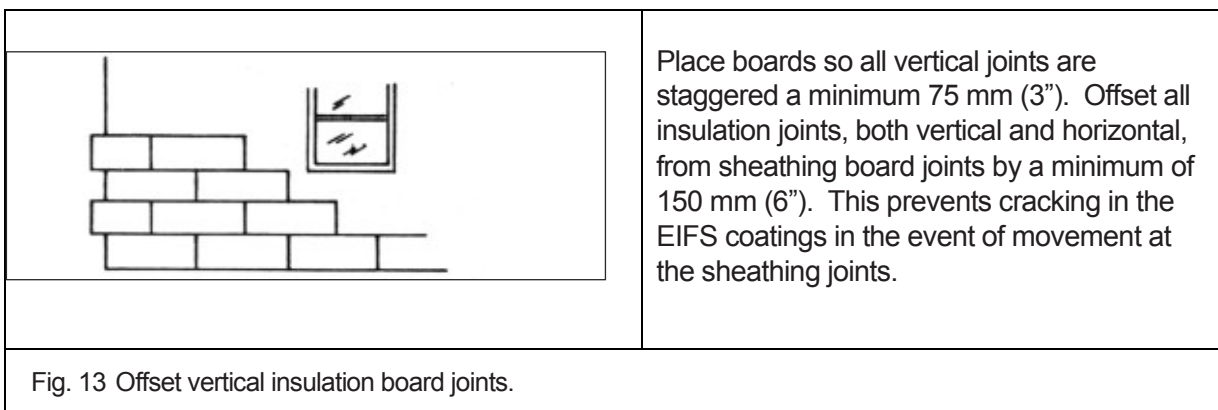 Place boards so all vertical joints are
staggered a minimum 75 mm (3”).  Offset all
insulation joints, both vertical and horizontal,
from sheathing board joints by a minimum of
150 mm (6”).  This prevents cracking in the
EIFS coatings in the event of movement at
the sheathing joints.
Fig. 13 Offset vertical insulation board joints.